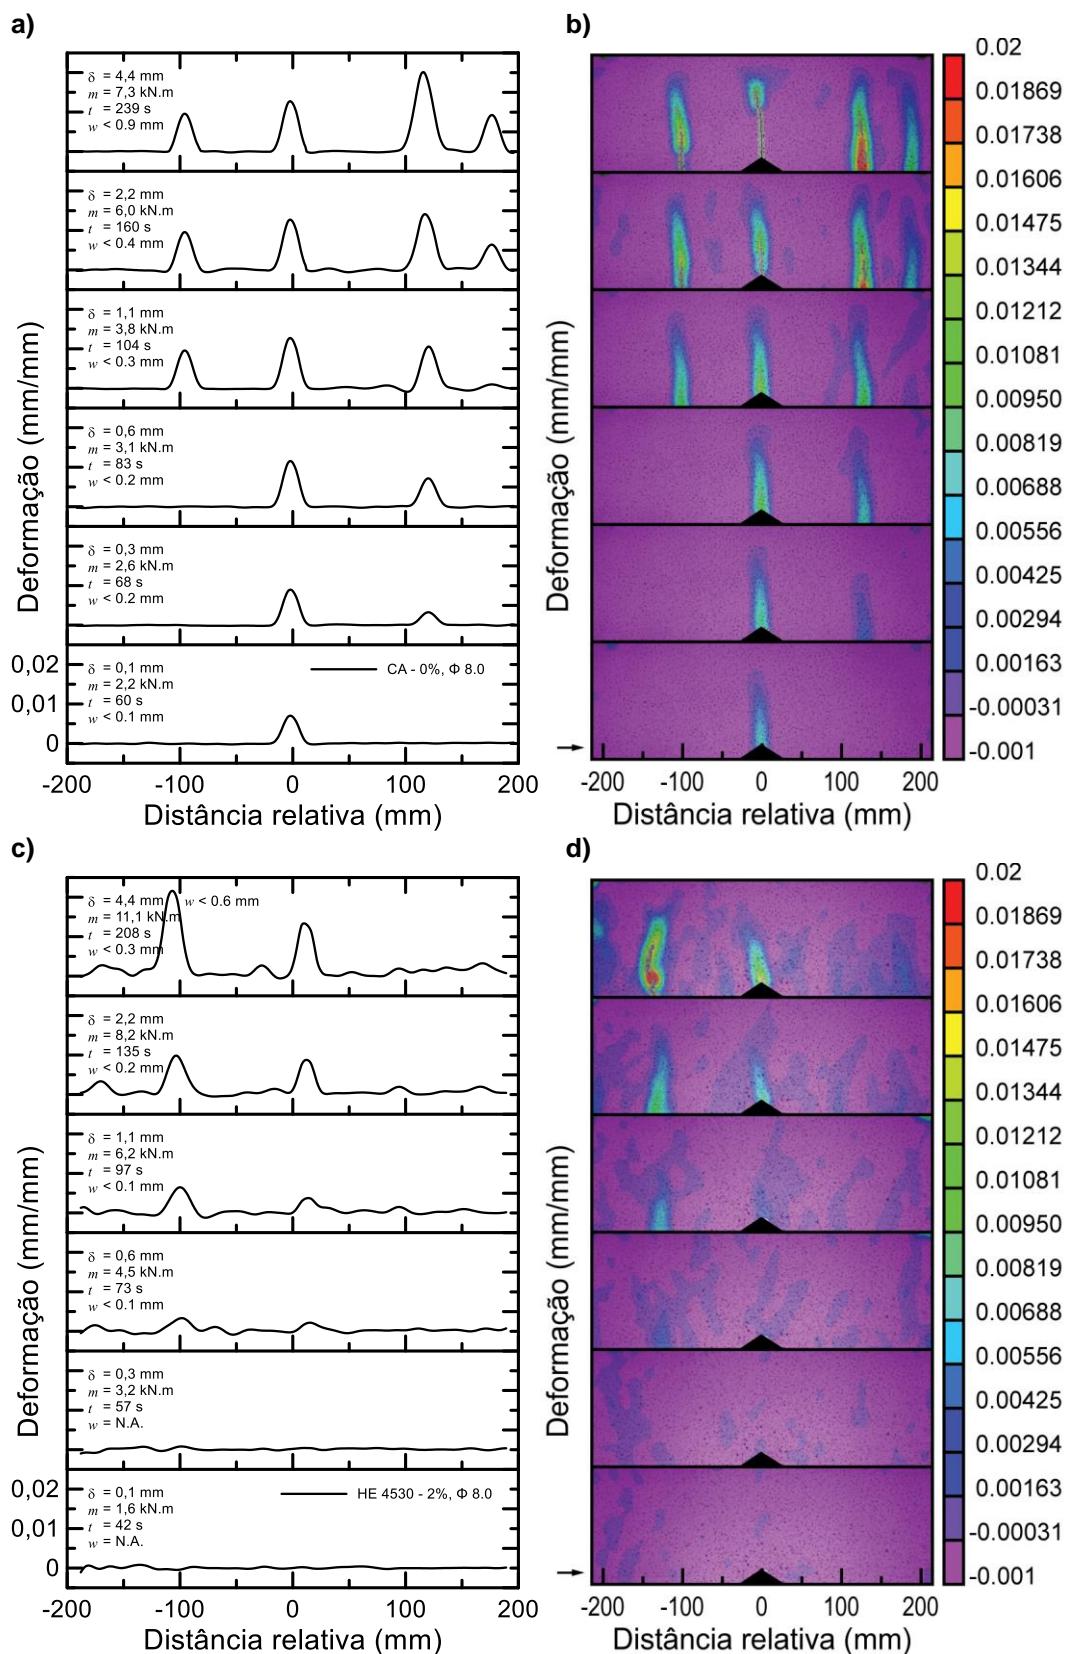 a)
δ = 4,4 mm
m = 7,3 kN.m
t = 239 s
w < 0.9 mm
δ = 2,2 mm
m = 6,0 kN.m
t = 160 s
w < 0.4 mm
δ = 1,1 mm
m = 3,8 kN.m
t = 104 s
w < 0.3 mm
δ = 0,6 mm
m = 3,1 kN.m
t = 83 s
w < 0.2 mm
δ = 0,3 mm
m = 2,6 kN.m
t = 68 s
w < 0.2 mm
δ = 0,1 mm
m = 2,2 kN.m
t = 60 s
w < 0.1 mm
CA - 0%, Φ 8.0
0,02
0,01
0
Deformação (mm/mm)
-200 -100 0 100 200
Distância relativa (mm)
b)
Deformação (mm/mm)
-200 -100 0 100 200
Distância relativa (mm)
0.02
0.01869
0.01738
0.01606
0.01475
0.01344
0.01212
0.01081
0.00950
0.00819
0.00688
0.00556
0.00425
0.00294
0.00163
-0.00031
-0.001
c)
δ = 4,4 mm
w < 0.6 mm
m = 11,1 kN.m
t = 208 s
w < 0.3 mm
δ = 2,2 mm
m = 8,2 kN.m
t = 135 s
w < 0.2 mm
δ = 1,1 mm
m = 6,2 kN.m
t = 97 s
w < 0.1 mm
δ = 0,6 mm
m = 4,5 kN.m
t = 73 s
w < 0.1 mm
δ = 0,3 mm
m = 3,2 kN.m
t = 57 s
w = N.A.
δ = 0,1 mm
m = 1,6 kN.m
t = 42 s
w = N.A.
HE 4530 - 2%, Φ 8.0
0,02
0,01
0
Deformação (mm/mm)
-200 -100 0 100 200
Distância relativa (mm)
d)
Deformação (mm/mm)
-200 -100 0 100 200
Distância relativa (mm)
0.02
0.01869
0.01738
0.01606
0.01475
0.01344
0.01212
0.01081
0.00950
0.00819
0.00688
0.00556
0.00425
0.00294
0.00163
-0.00031
-0.001